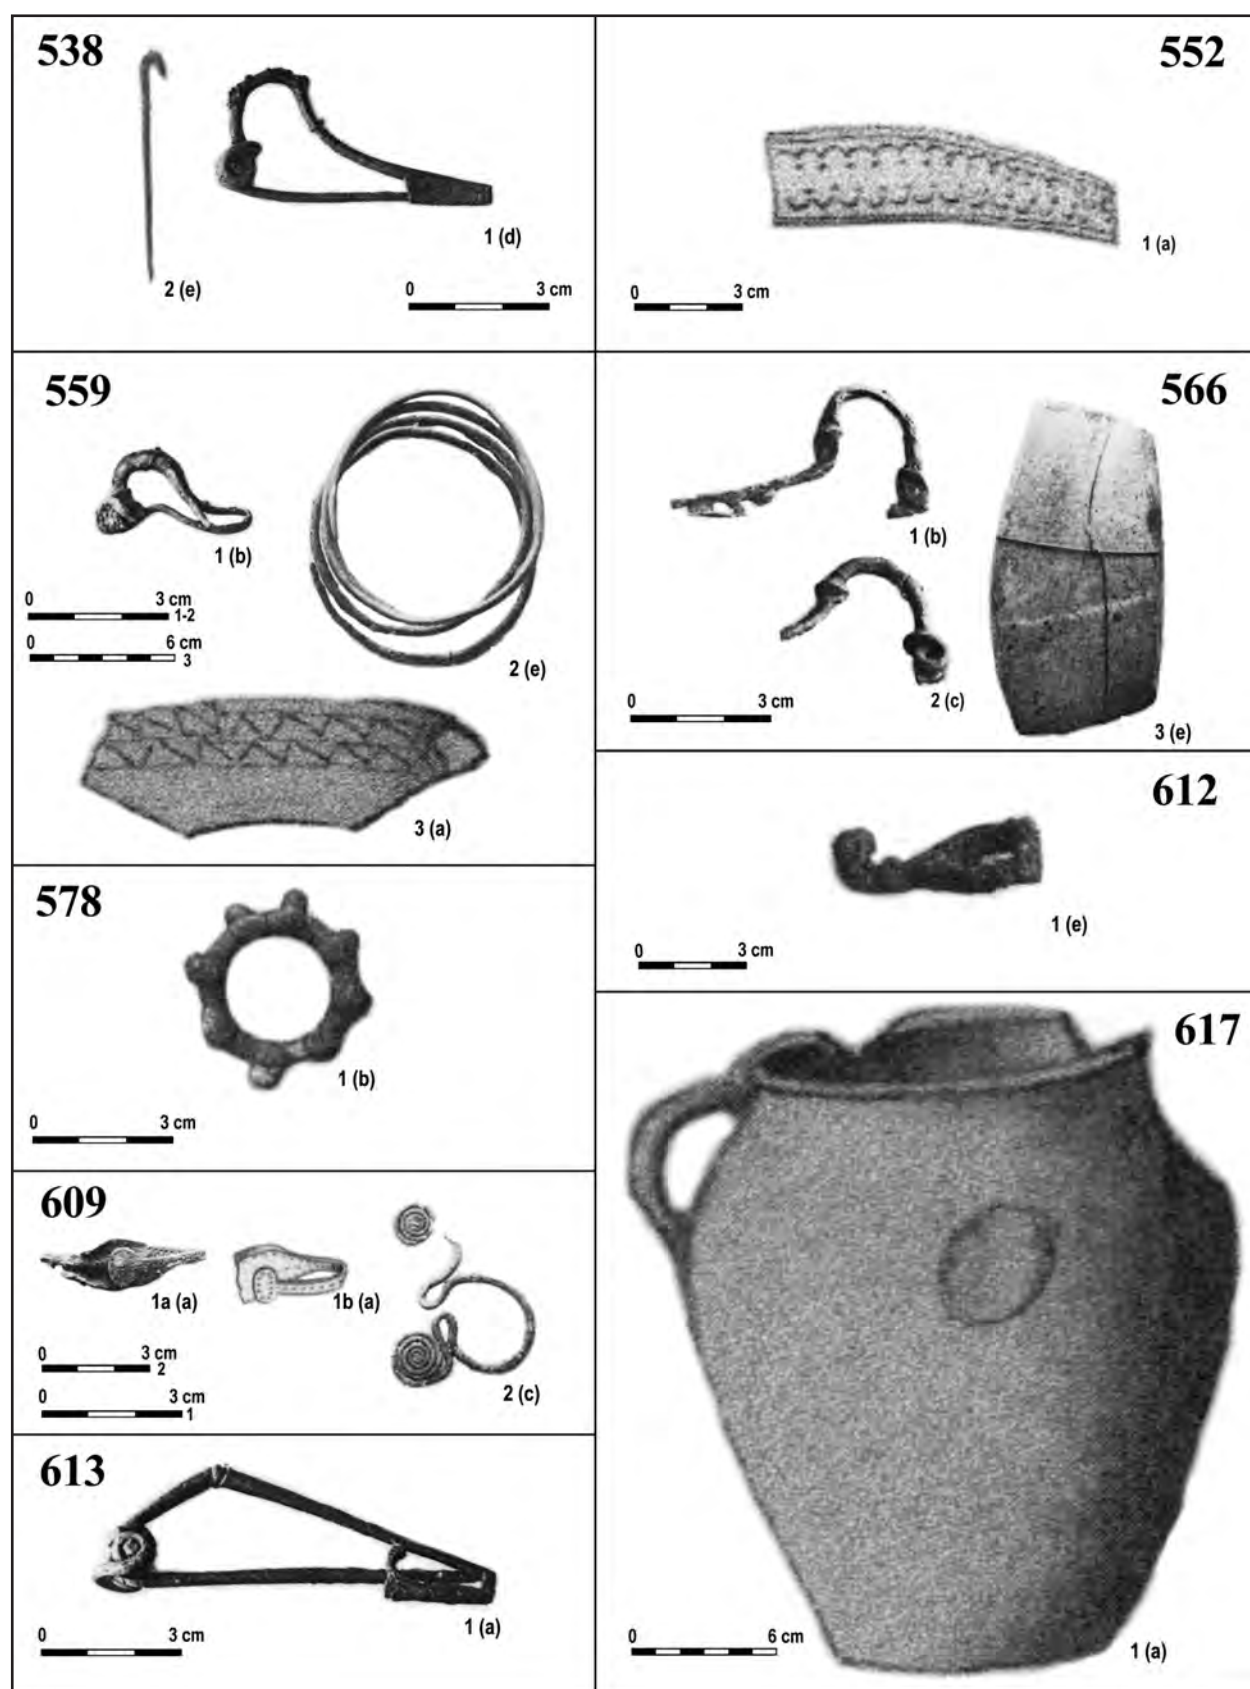 538
2 (e)
1 (d)
0 3 cm
552
1 (a)
0 3 cm
559
1 (b)
0 3 cm
1-2
0 6 cm
3
2 (e)
3 (a)
566
1 (b)
2 (c)
0 3 cm
3 (e)
578
1 (b)
0 3 cm
612
1 (e)
0 3 cm
609
1a (a)
1b (a)
0 3 cm
2
0 3 cm
1
2 (c)
613
1 (a)
0 3 cm
617
0 6 cm
1 (a)